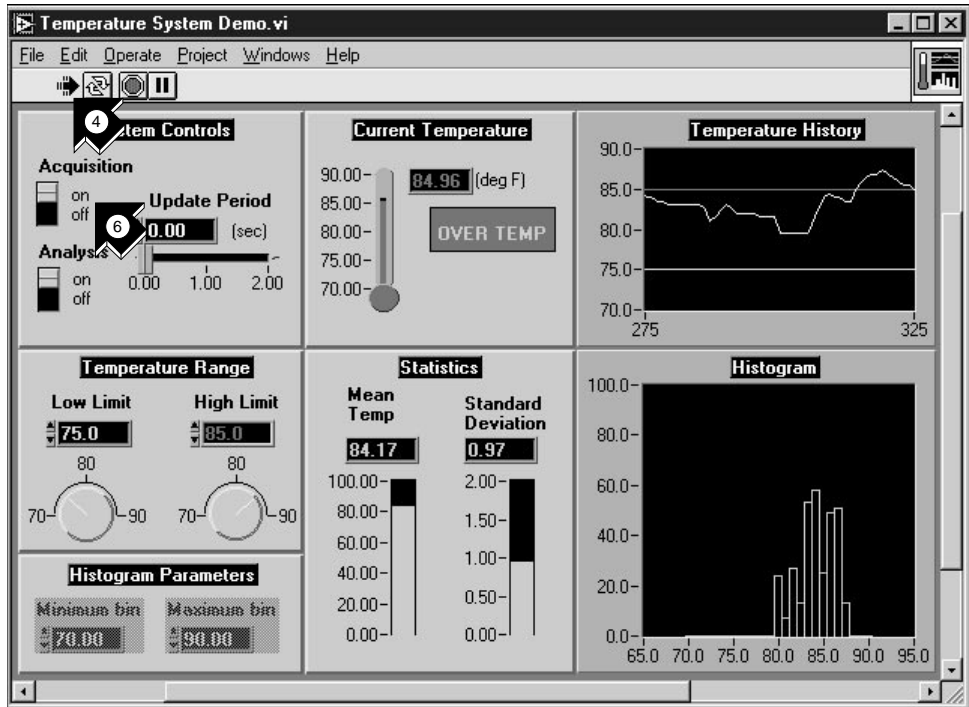 Temperature System Demo.vi
File Edit Operate Project Windows Help
4
System Controls
Acquisition
on
off
Update Period
6
0.00 (sec)
Analysis
on
off
0.00 1.00 2.00
Current Temperature
84.96 (deg F)
OVER TEMP
90.00
85.00
80.00
75.00
70.00
Temperature History
90.0
85.0
80.0
75.0
70.0
275 325
Temperature Range
Low Limit High Limit
75.0 85.0
80 80
70 90 70 90
Histogram Parameters
Minimum bin Maximum bin
70.00 90.00
Statistics
Mean Temp
84.17
100.00
80.00
60.00
40.00
20.00
0.00
Standard Deviation
0.97
2.00
1.50
1.00
0.50
0.00
Histogram
100.0
80.0
60.0
40.0
20.0
0.0
65.0 70.0 75.0 80.0 85.0 90.0 95.0